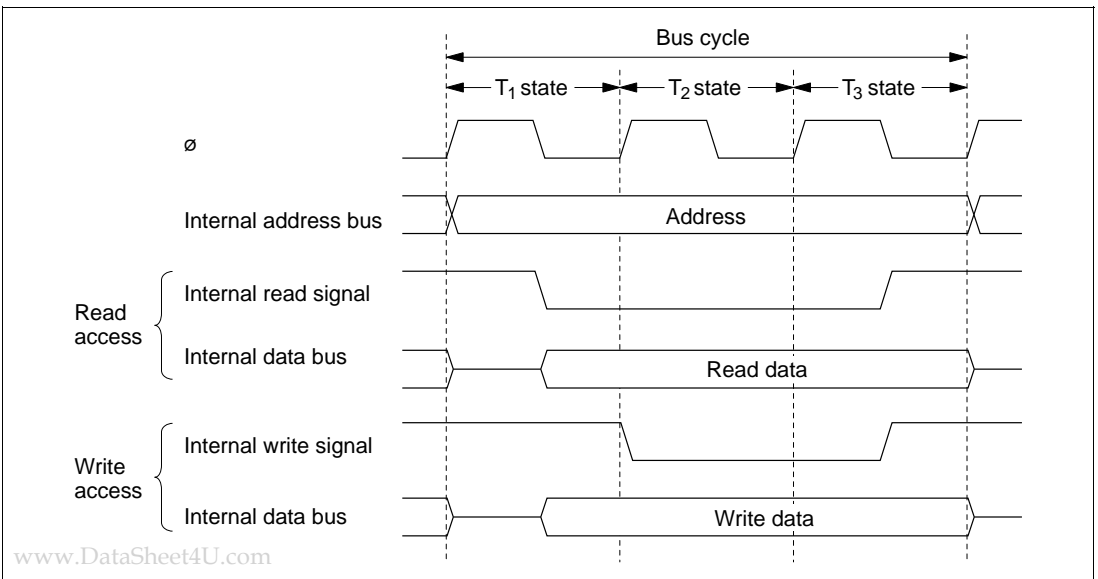 Bus cycle
T1 state
T2 state
T3 state
ø
Internal address bus
Address
Read
access
Internal read signal
Internal data bus
Read data
Write
access
Internal write signal
Internal data bus
Write data
www.DataSheet4U.com